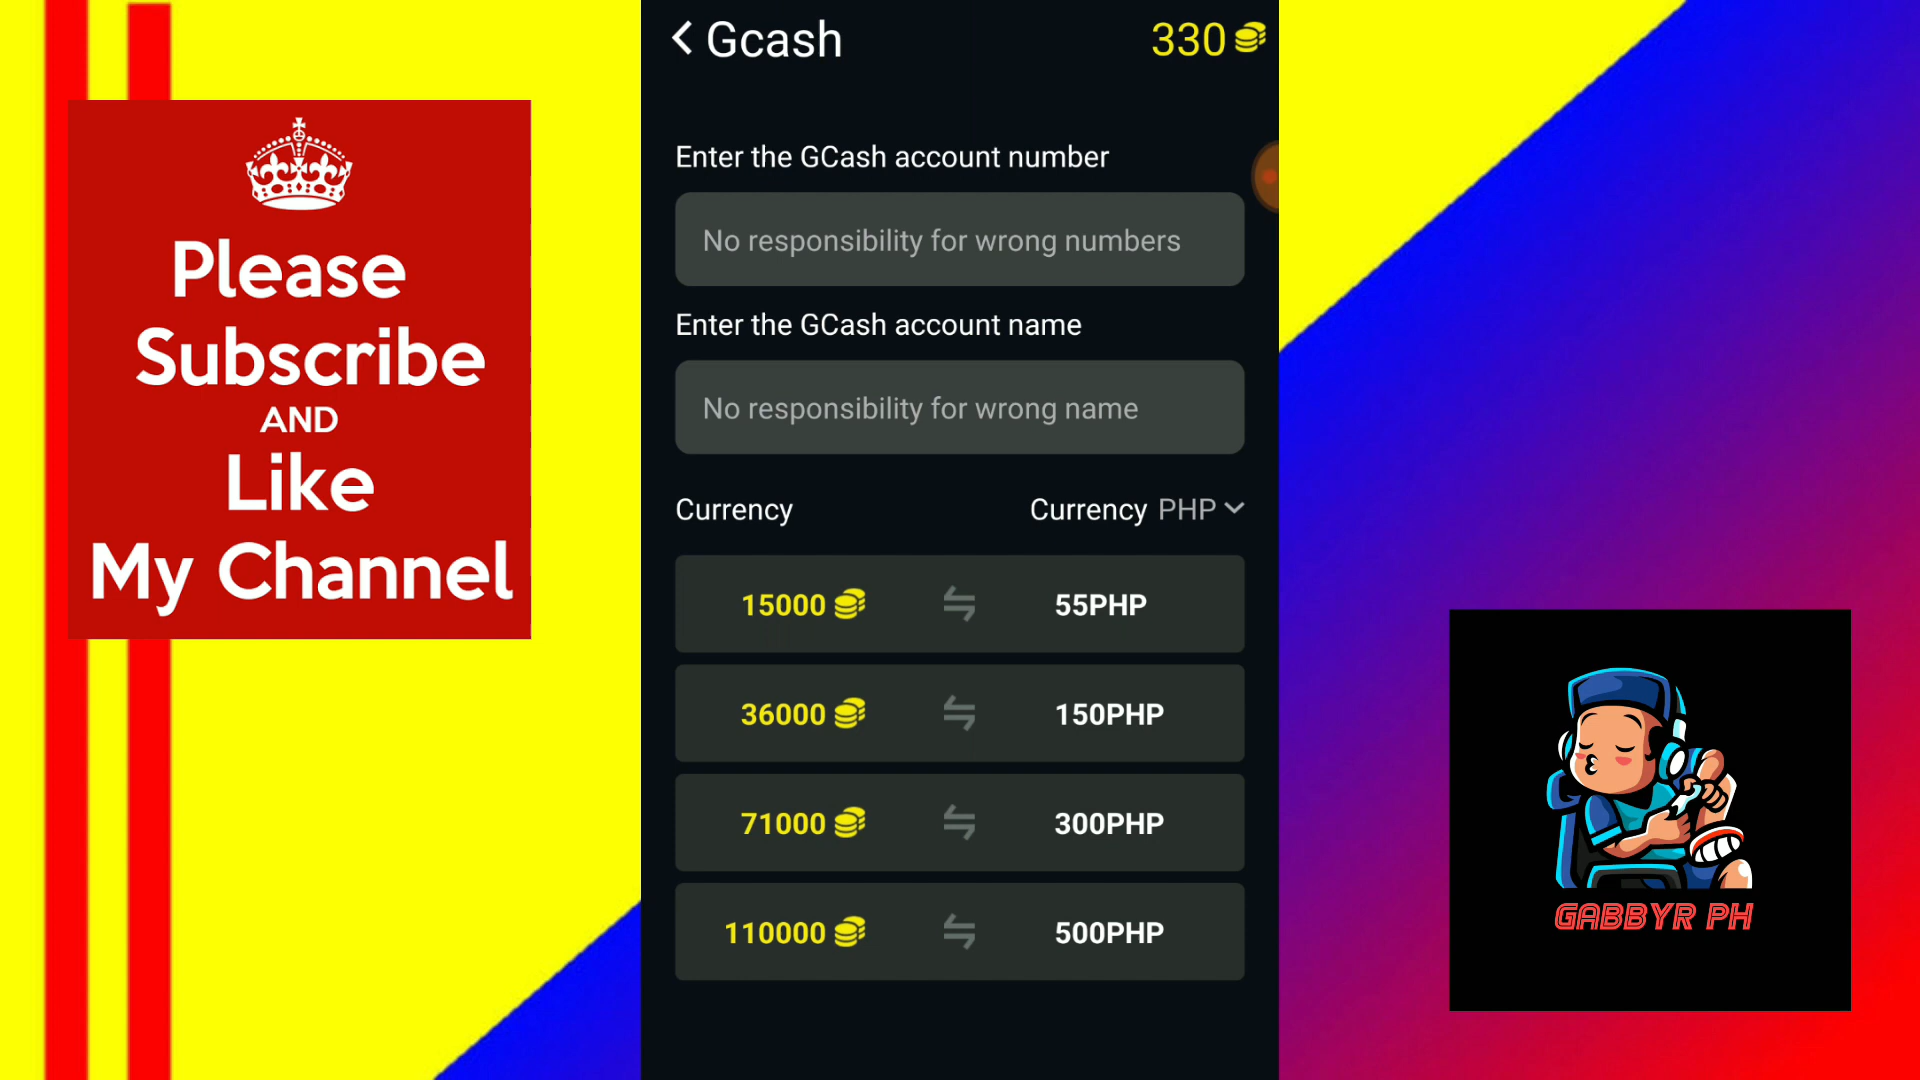 Please
Subscribe
AND
Like
My Channel
Gcash
330
Enter the GCash account number
No responsibility for wrong numbers
Enter the GCash account name
No responsibility for wrong name
Currency
Currency PHP
15000 55PHP
36000 150PHP
71000 300PHP
110000 500PHP
GABBYR PH